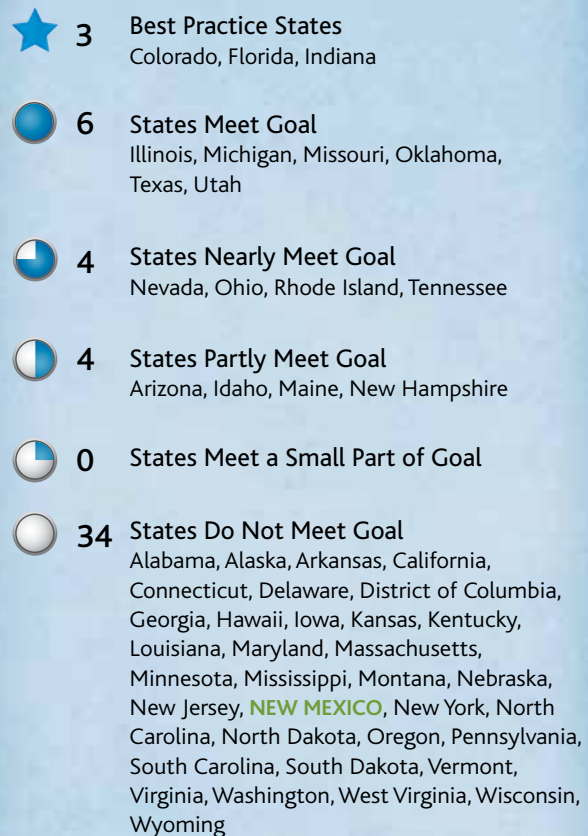 3 Best Practice States
Colorado, Florida, Indiana
6 States Meet Goal
Illinois, Michigan, Missouri, Oklahoma,
Texas, Utah
4 States Nearly Meet Goal
Nevada, Ohio, Rhode Island, Tennessee
4 States Partly Meet Goal
Arizona, Idaho, Maine, New Hampshire
0 States Meet a Small Part of Goal
34 States Do Not Meet Goal
Alabama, Alaska, Arkansas, California,
Connecticut, Delaware, District of Columbia,
Georgia, Hawaii, Iowa, Kansas, Kentucky,
Louisiana, Maryland, Massachusetts,
Minnesota, Mississippi, Montana, Nebraska,
New Jersey, NEW MEXICO, New York, North
Carolina, North Dakota, Oregon, Pennsylvania,
South Carolina, South Dakota, Vermont,
Virginia, Washington, West Virginia, Wisconsin,
Wyoming